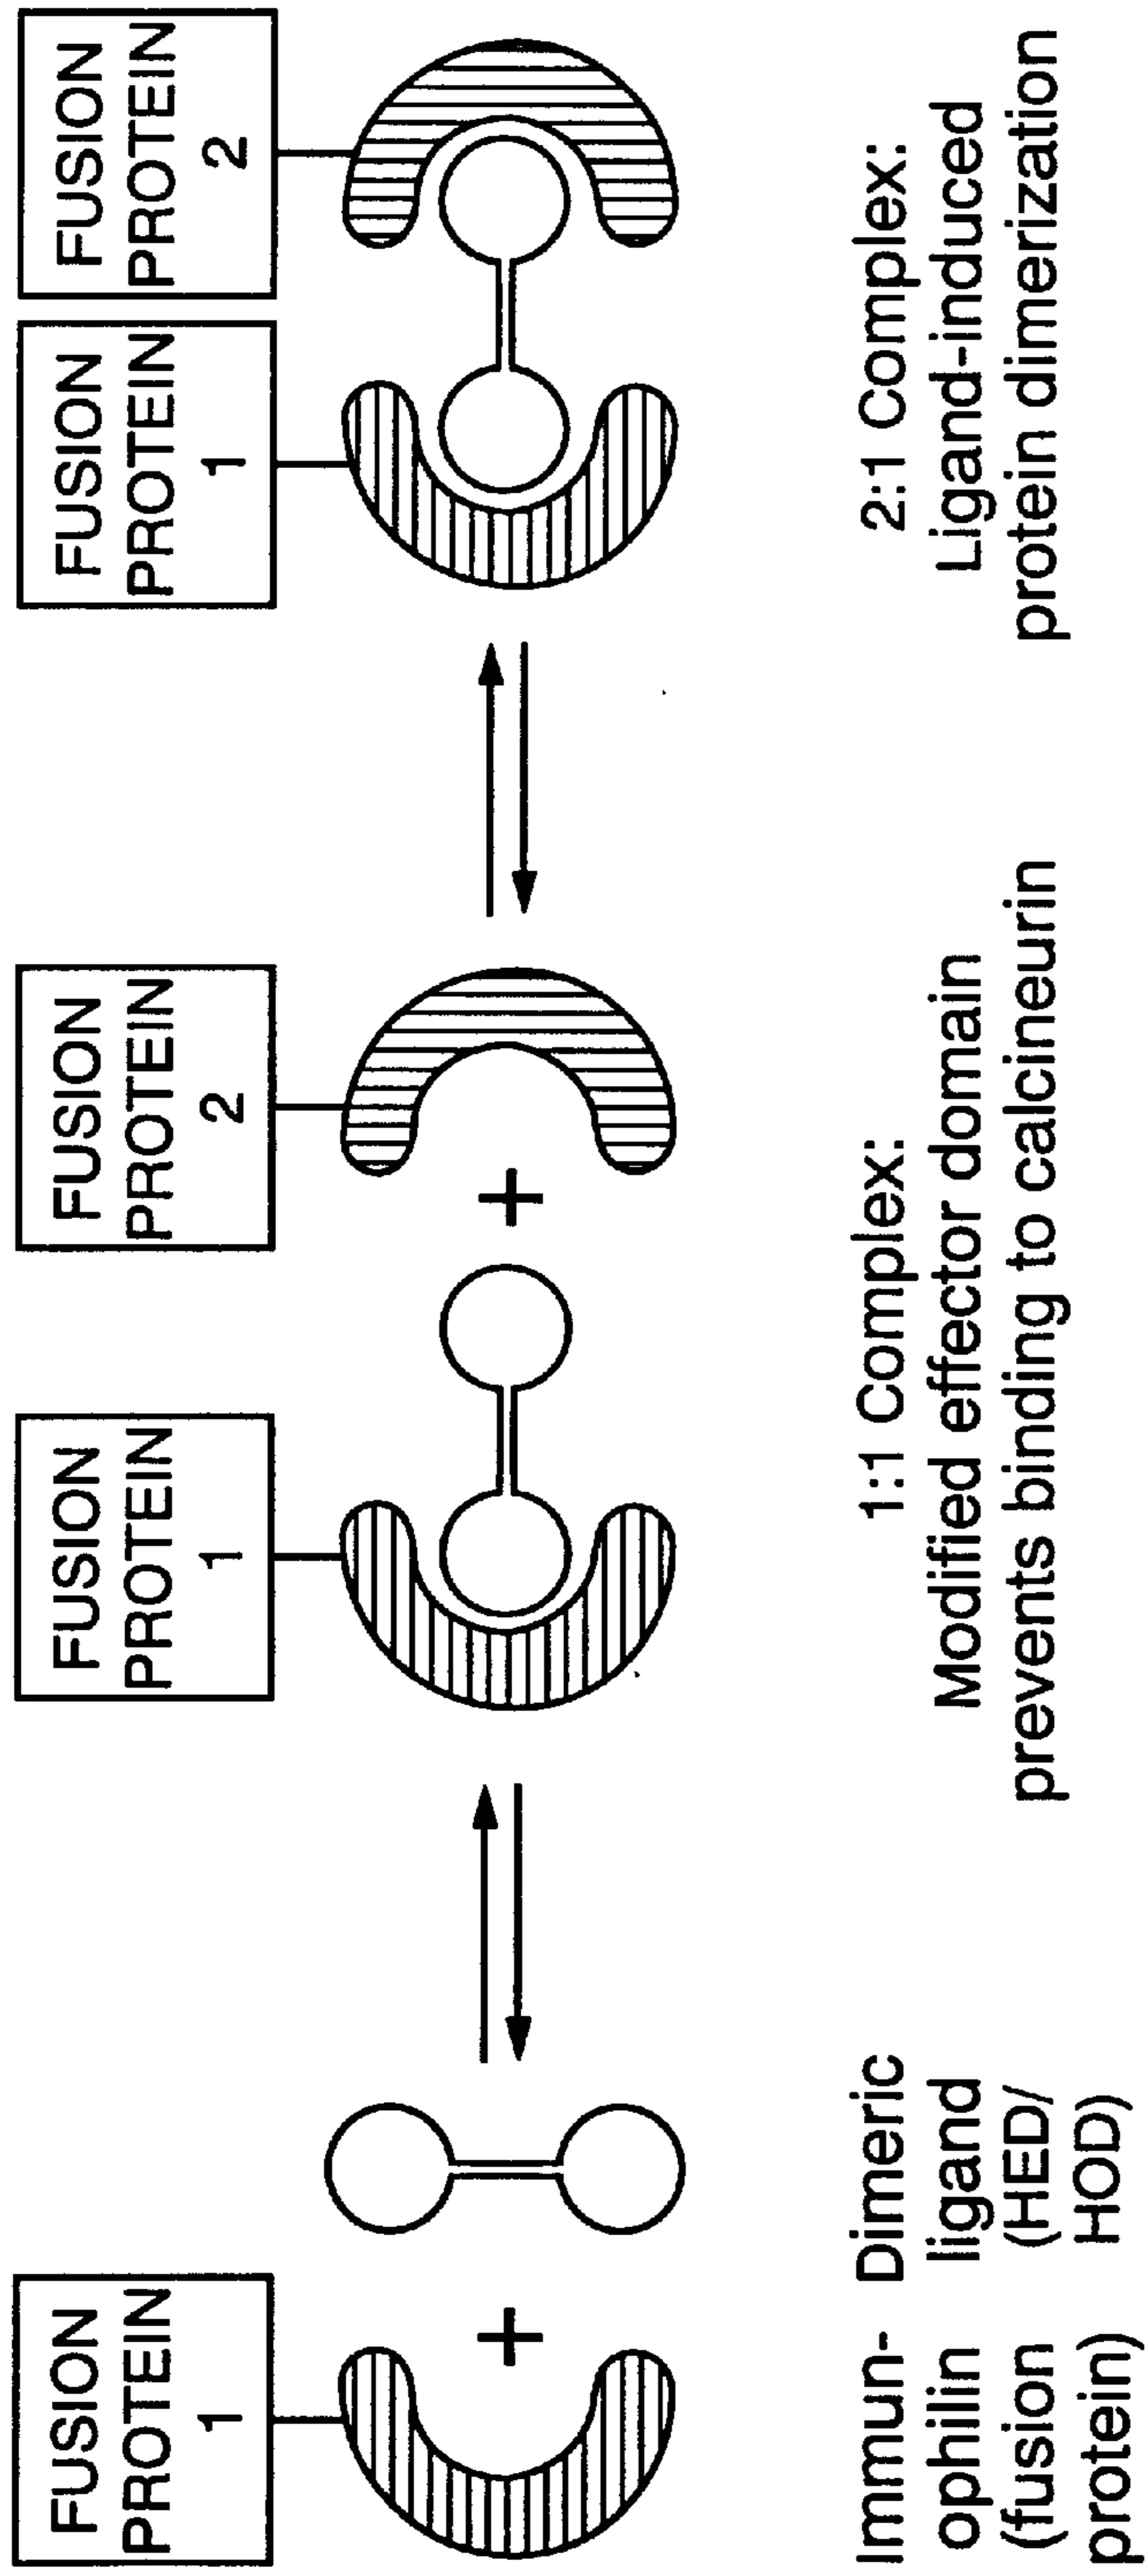 FUSION
PROTEIN
1
+
Immun-
ophilin
(fusion
protein)
Dimeric
ligand
(HED/
HOD)
FUSION
PROTEIN
1
+
FUSION
PROTEIN
2
1:1 Complex:
Modified effector domain
prevents binding to calcineurin
FUSION
PROTEIN
1
FUSION
PROTEIN
2
2:1 Complex:
Ligand-induced
protein dimerization